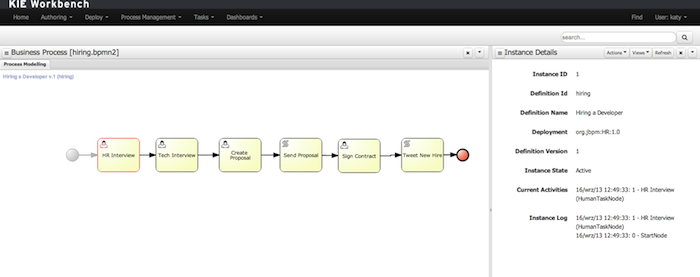 KIE Workbench
Home Authoring Deploy Process Management Tasks Dashboards Find User: katy
search...
Business Process [hiring.bpmn2]
Process Modelling
Hiring a Developer v.1 (hiring)
HR Interview Tech Interview Create Proposal Send Proposal Sign Contract Tweet New Hire
Instance Details Actions Views Refresh
Instance ID 1
Definition Id hiring
Definition Name Hiring a Developer
Deployment org.jbpm:HR:1.0
Definition Version 1
Instance State Active
Current Activities 16/wrz/13 12:49:33: 1 - HR Interview
(HumanTaskNode)
Instance Log 16/wrz/13 12:49:33: 1 - HR Interview
(HumanTaskNode)
16/wrz/13 12:49:33: 0 - StartNode